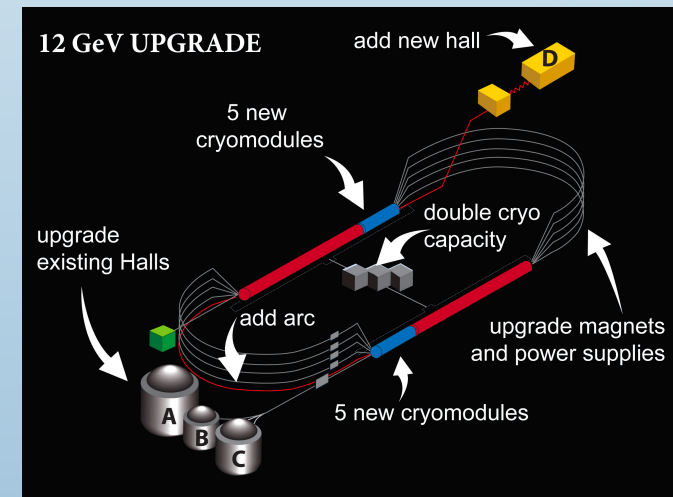 12 GeV UPGRADE
add new hall
D
5 new
cryomodules
double cryo
capacity
upgrade
existing Halls
add arc
upgrade magnets
and power supplies
5 new cryomodules
A
B
C